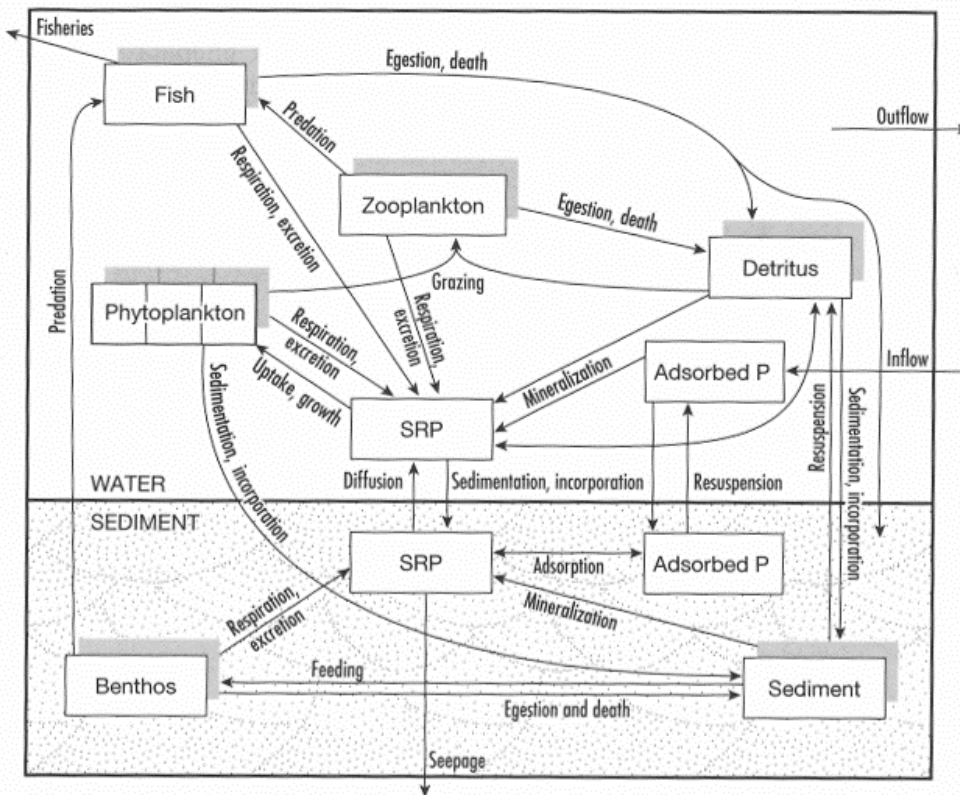 Fisheries
Egestion, death
Fish
Predation
Outflow
Respiration, excretion
Zooplankton
Egestion, death
Detritus
Predation
Grazing
Phytoplankton
Respiration,
excretion
Respiration,
excretion
Uptake, growth
Mineralization
Adsorbed P
Inflow
SRP
Resuspension
Sedimentation, incorporation
Sedimentation, incorporation
Diffusion
Sedimentation, incorporation
Resuspension
WATER
SEDIMENT
SRP
Adsorption
Adsorbed P
Respiration,
excretion
Mineralization
Benthos
Feeding
Sediment
Egestion and death
Seepage